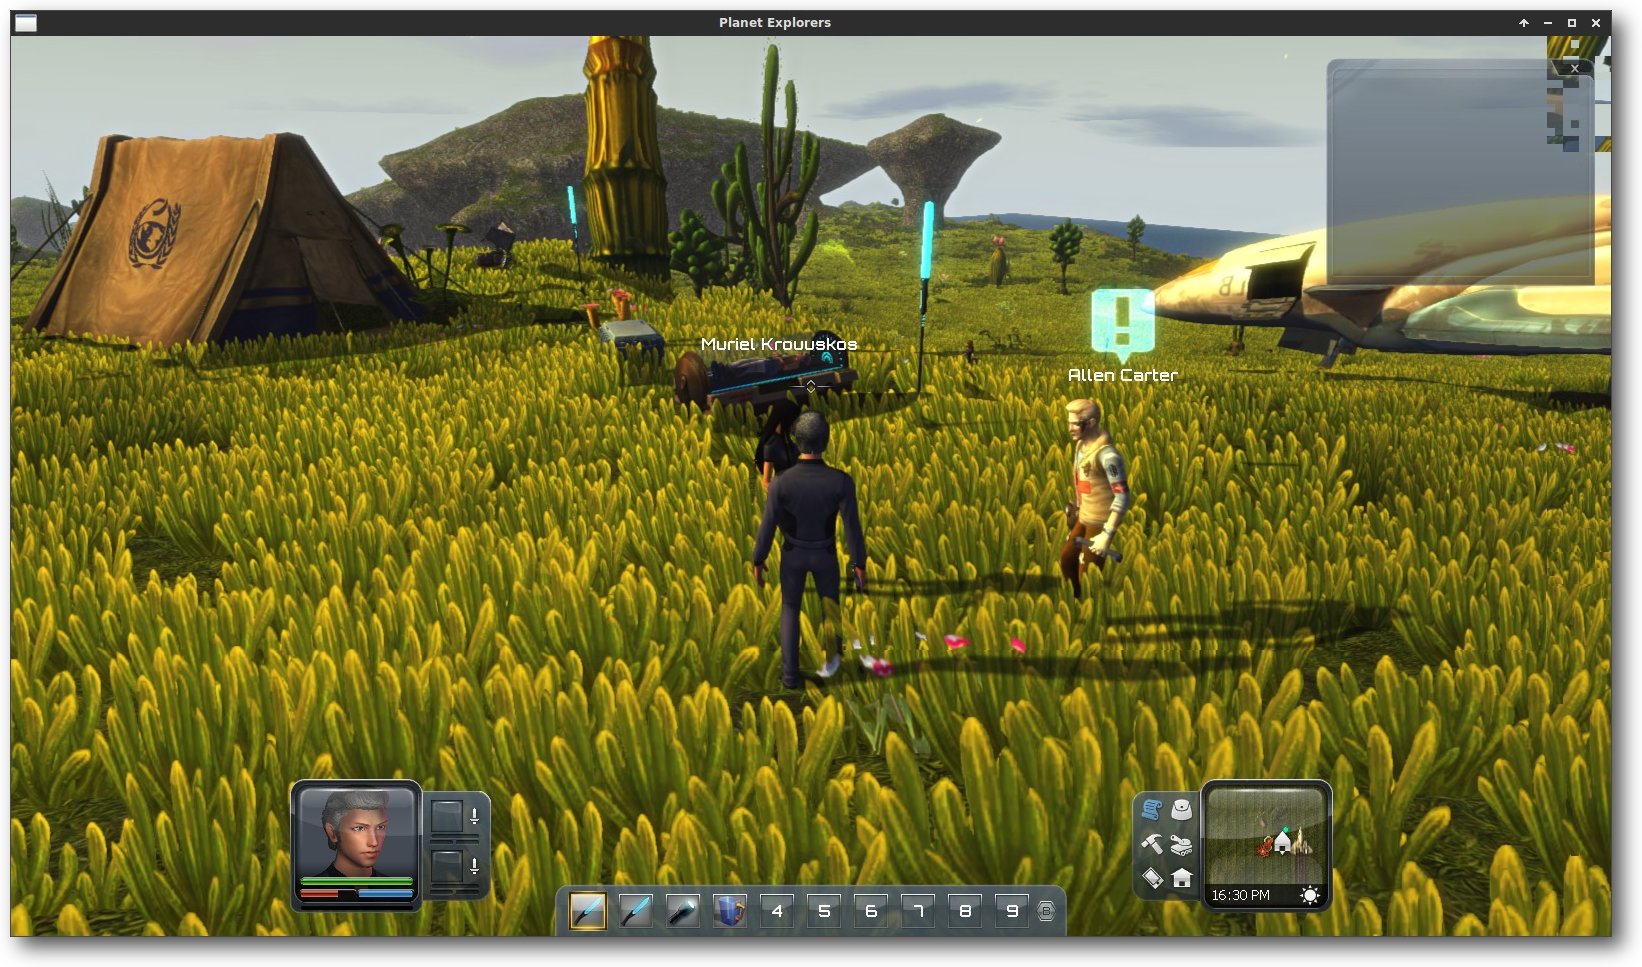 Planet Explorers
X
Muriel Krouuskos
Allen Carter
16:30 PM
4 5 6 7 8 9 B